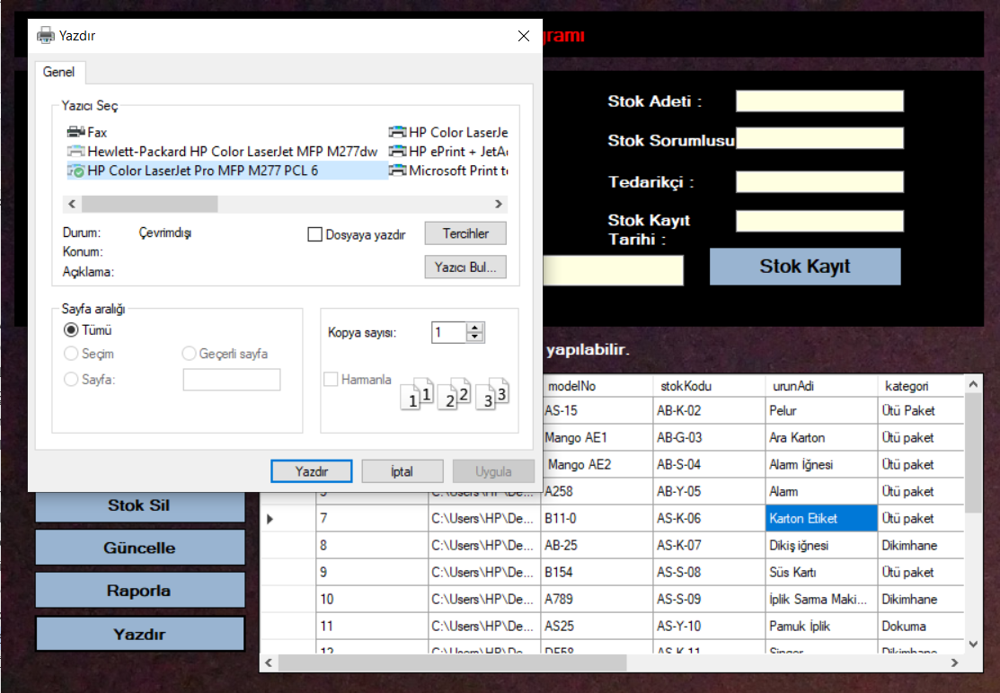 Yazdır
Genel
Yazıcı Seç
Fax
HP Color LaserJe
Hewlett-Packard HP Color LaserJet MFP M277dw
HP ePrint + JetA
HP Color LaserJet Pro MFP M277 PCL 6
Microsoft Print t
Durum: Çevrimdışı
Konum:
Açıklama:
Dosyaya yazdır
Tercihler
Yazıcı Bul...
Sayfa aralığı
Tümü
Seçim
Geçerli sayfa
Sayfa:
Kopya sayısı: 1
Harmanla
1 1 2 2 3 3
Yazdır
İptal
Uygula
ramı
Stok Adeti :
Stok Sorumlusu
Tedarikçi :
Stok Kayıt
Tarihi :
Stok Kayıt
yapılabilir.
Stok Sil
Güncelle
Raporla
Yazdır
modelNo stokKodu urunAdi kategori
AS-15 AB-K-02 Pelur Ütü Paket
Mango AE1 AB-G-03 Ara Karton Ütü paket
Mango AE2 AB-S-04 Alarm İğnesi Ütü paket
C:\Users\HP\De... A258 AB-Y-05 Alarm Ütü paket
7 C:\Users\HP\De... B11-0 AS-K-06 Karton Etiket Ütü paket
8 C:\Users\HP\De... AB-25 AS-K-07 Dikiş iğnesi Dikimhane
9 C:\Users\HP\De... B154 AS-S-08 Süs Kartı Ütü paket
10 C:\Users\HP\De... A789 AS-S-09 İplik Sarma Maki... Dikimhane
11 C:\Users\HP\De... AS25 AS-Y-10 Pamuk İplik Dokuma
12 C:\Users\HP\De... DF58 AS-K-11 Singer Dikimhane